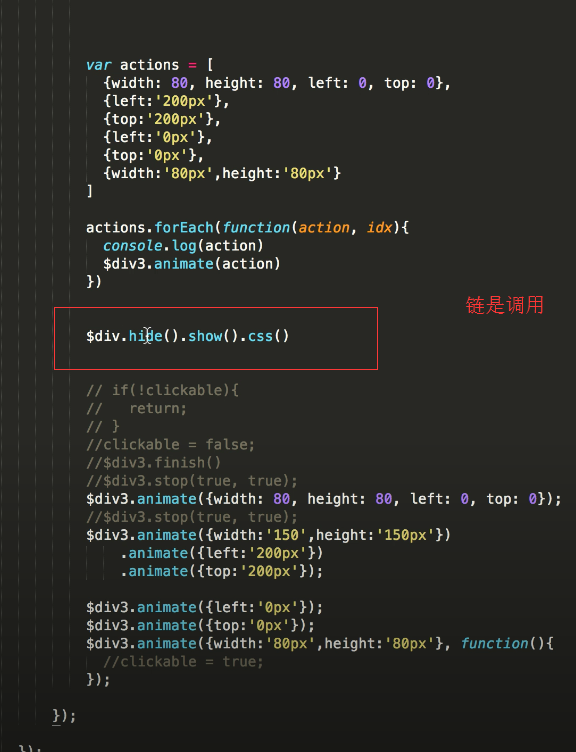 var actions = [
{width: 80, height: 80, left: 0, top: 0},
{left:'200px'},
{top:'200px'},
{left:'0px'},
{top:'0px'},
{width:'80px',height:'80px'}
]
actions.forEach(function(action, idx){
console.log(action)
$div3.animate(action)
})
链是调用
$div.hide().show().css()
// if(!clickable){
//   return;
// }
//clickable = false;
//$div3.finish()
//$div3.stop(true, true);
$div3.animate({width: 80, height: 80, left: 0, top: 0});
//$div3.stop(true, true);
$div3.animate({width:'150',height:'150px'})
.animate({left:'200px'})
.animate({top:'200px'});
$div3.animate({left:'0px'});
$div3.animate({top:'0px'});
$div3.animate({width:'80px',height:'80px'}, function(){
//clickable = true;
});
});
});